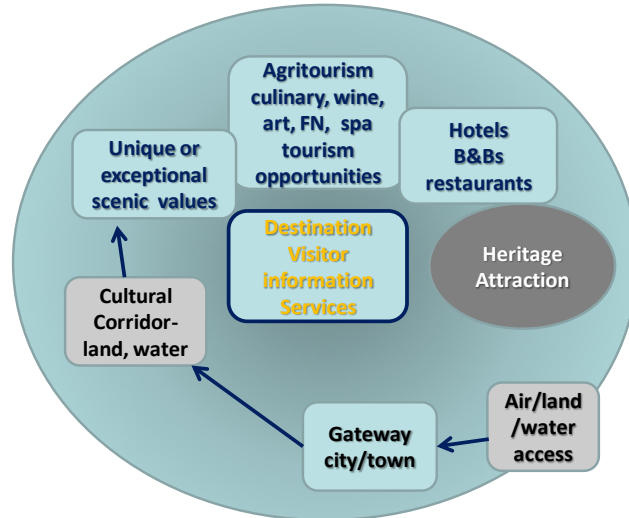 Agritourism
culinary, wine,
art, FN, spa
tourism
opportunities
Hotels
B&Bs
restaurants
Unique or
exceptional
scenic values
Destination
Visitor
information
Services
Heritage
Attraction
Cultural
Corridor-
land, water
Gateway
city/town
Air/land
/water
access